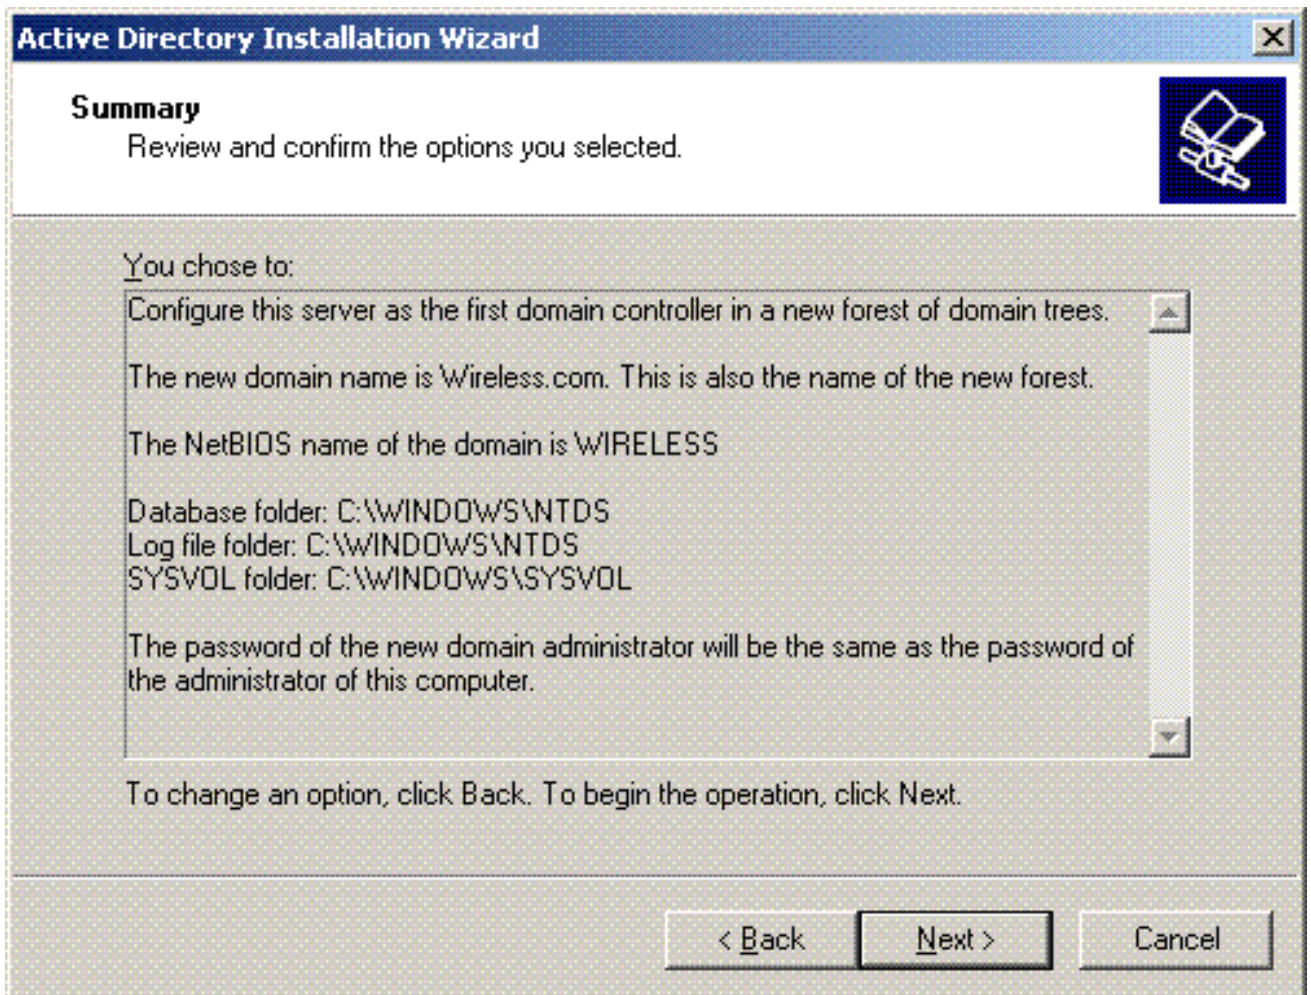 Active Directory Installation Wizard
Summary
Review and confirm the options you selected.
You chose to:
Configure this server as the first domain controller in a new forest of domain trees.
The new domain name is Wireless.com. This is also the name of the new forest.
The NetBIOS name of the domain is WIRELESS
Database folder: C:\WINDOWS\NTDS
Log file folder: C:\WINDOWS\NTDS
SYSVOL folder: C:\WINDOWS\SYSVOL
The password of the new domain administrator will be the same as the password of
the administrator of this computer.
To change an option, click Back. To begin the operation, click Next.
< Back Next > Cancel